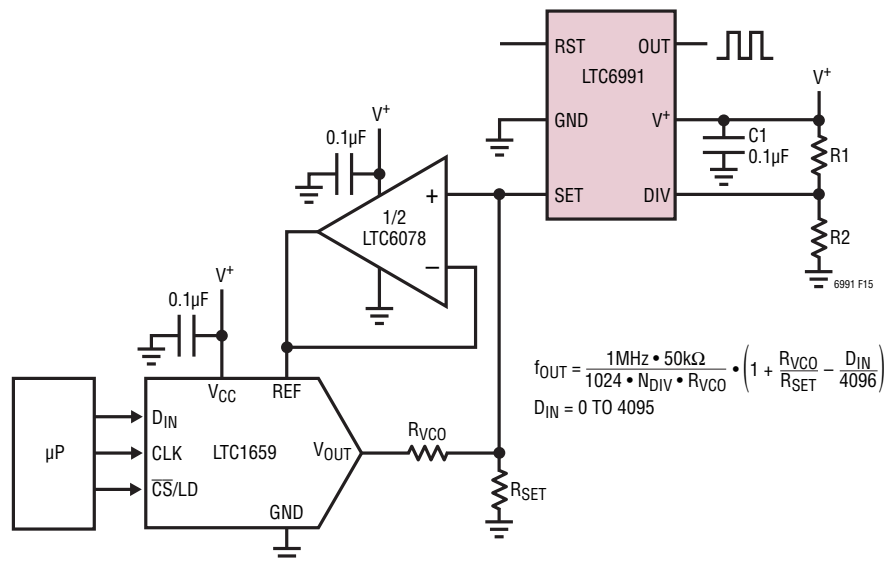 RST
OUT
LTC6991
GND
V+
SET
DIV
V+
C1
0.1µF
R1
R2
6991 F15
V+
0.1µF
+
1/2
LTC6078
–
V+
0.1µF
VCC
REF
µP
DIN
CLK
CS/LD
LTC1659
VOUT
GND
RVCO
RSET
fOUT = 1MHz • 50kΩ / 1024 • NDIV • RVCO • (1 + RVCO / RSET – DIN / 4096)
DIN = 0 TO 4095